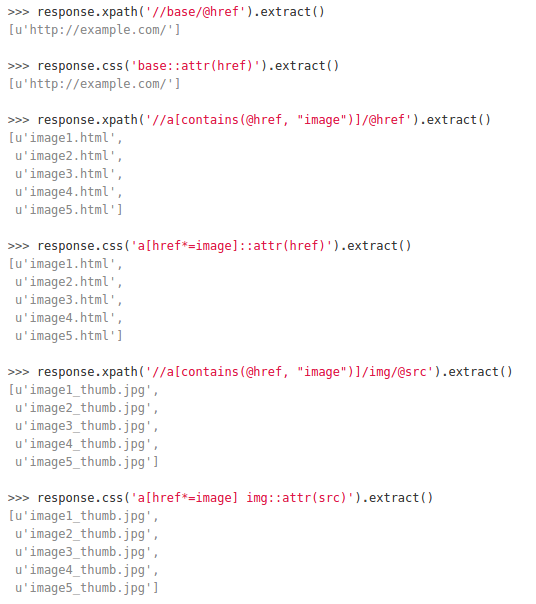 >>> response.xpath('//base/@href').extract()
[u'http://example.com/']
>>> response.css('base::attr(href)').extract()
[u'http://example.com/']
>>> response.xpath('//a[contains(@href, "image")]/@href').extract()
[u'image1.html',
 u'image2.html',
 u'image3.html',
 u'image4.html',
 u'image5.html']
>>> response.css('a[href*=image]::attr(href)').extract()
[u'image1.html',
 u'image2.html',
 u'image3.html',
 u'image4.html',
 u'image5.html']
>>> response.xpath('//a[contains(@href, "image")]/img/@src').extract()
[u'image1_thumb.jpg',
 u'image2_thumb.jpg',
 u'image3_thumb.jpg',
 u'image4_thumb.jpg',
 u'image5_thumb.jpg']
>>> response.css('a[href*=image] img::attr(src)').extract()
[u'image1_thumb.jpg',
 u'image2_thumb.jpg',
 u'image3_thumb.jpg',
 u'image4_thumb.jpg',
 u'image5_thumb.jpg']